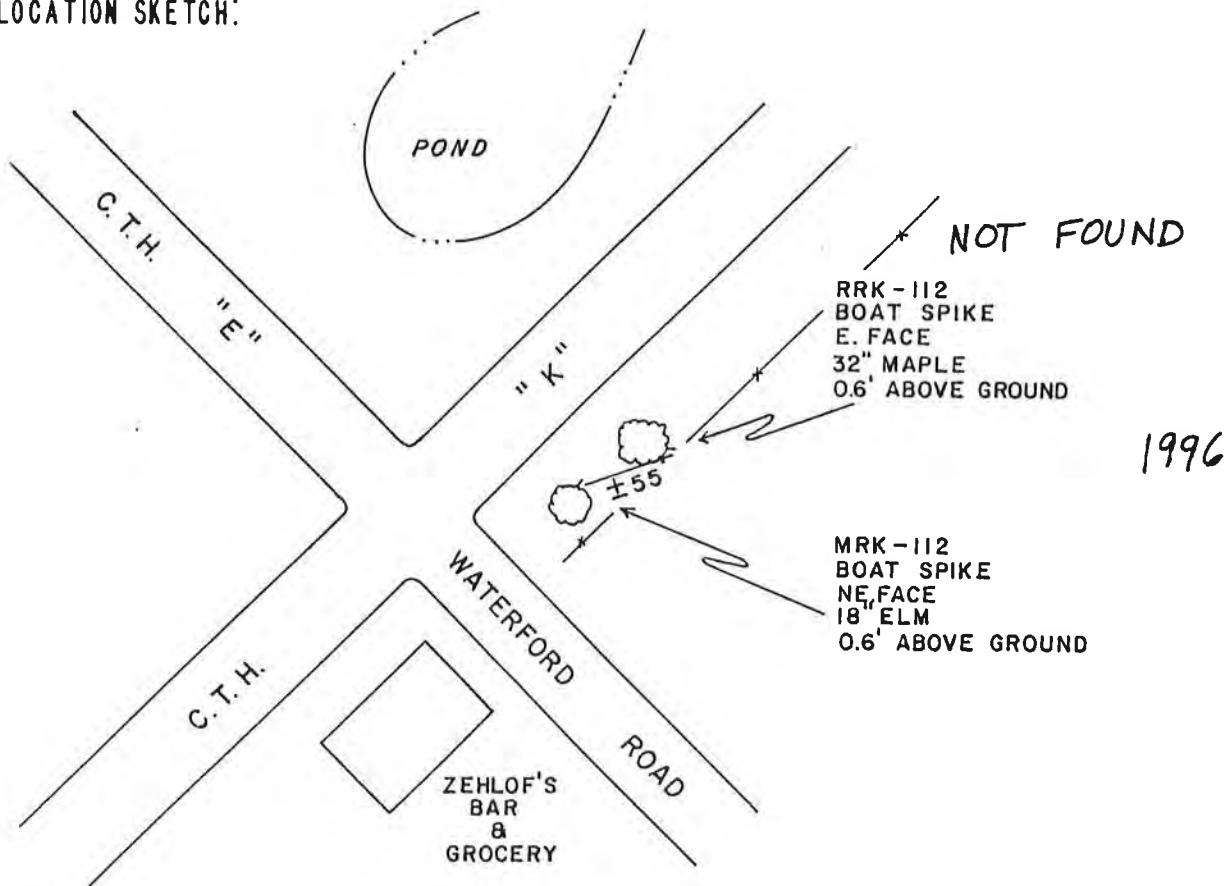 LOCATION SKETCH:
POND
C.T.H.
"E"
"K"
NOT FOUND
RRK-112
BOAT SPIKE
E. FACE
32" MAPLE
0.6' ABOVE GROUND
1996
±55
MRK-112
BOAT SPIKE
NE, FACE
18" ELM
0.6' ABOVE GROUND
WATERFORD
ROAD
C.T.H.
ZEHLOF'S
BAR
&
GROCERY